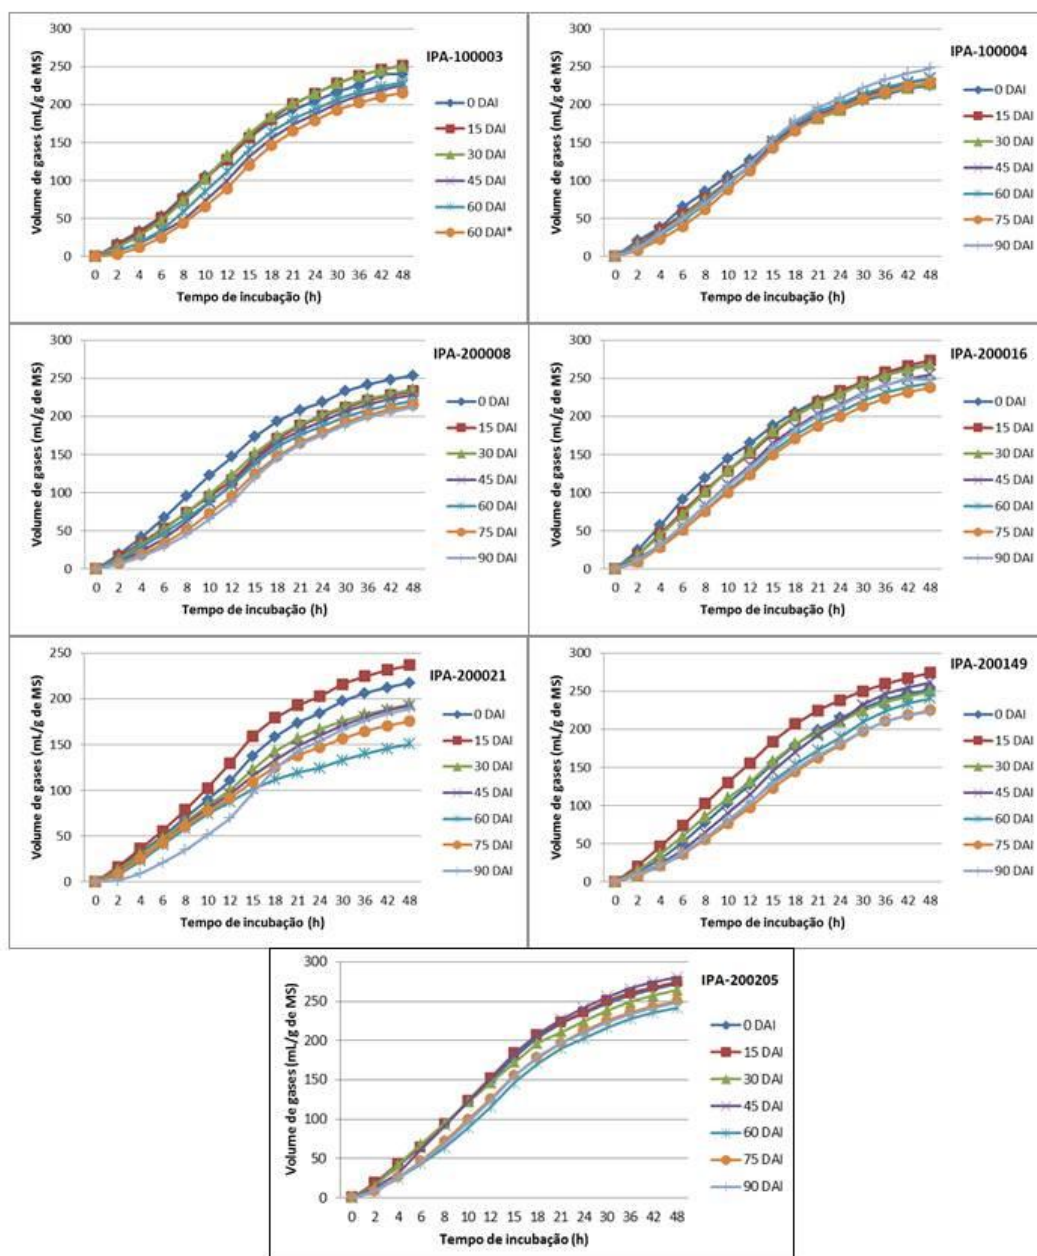 IPA-100003
Volume de gases (mL/g de MS)
300
250
200
150
100
50
0
0 2 4 6 8 10 12 15 18 21 24 30 36 42 48
Tempo de incubação (h)
0 DAI
15 DAI
30 DAI
45 DAI
60 DAI
60 DAI*
IPA-100004
Volume de gases (mL/g de MS)
300
250
200
150
100
50
0
0 2 4 6 8 10 12 15 18 21 24 30 36 42 48
Tempo de incubação (h)
0 DAI
15 DAI
30 DAI
45 DAI
60 DAI
75 DAI
90 DAI
IPA-200008
Volume de gases (mL/g de MS)
300
250
200
150
100
50
0
0 2 4 6 8 10 12 15 18 21 24 30 36 42 48
Tempo de incubação (h)
0 DAI
15 DAI
30 DAI
45 DAI
60 DAI
75 DAI
90 DAI
IPA-200016
Volume de gases (mL/g de MS)
300
250
200
150
100
50
0
0 2 4 6 8 10 12 15 18 21 24 30 36 42 48
Tempo de incubação (h)
0 DAI
15 DAI
30 DAI
45 DAI
60 DAI
75 DAI
90 DAI
IPA-200021
Volume de gases (mL/g de MS)
250
200
150
100
50
0
0 2 4 6 8 10 12 15 18 21 24 30 36 42 48
Tempo de incubação (h)
0 DAI
15 DAI
30 DAI
45 DAI
60 DAI
75 DAI
90 DAI
IPA-200149
Volume de gases (mL/g de MS)
300
250
200
150
100
50
0
0 2 4 6 8 10 12 15 18 21 24 30 36 42 48
Tempo de incubação (h)
0 DAI
15 DAI
30 DAI
45 DAI
60 DAI
75 DAI
90 DAI
IPA-200205
Volume de gases (mL/g de MS)
300
250
200
150
100
50
0
0 2 4 6 8 10 12 15 18 21 24 30 36 42 48
Tempo de incubação (h)
0 DAI
15 DAI
30 DAI
45 DAI
60 DAI
75 DAI
90 DAI